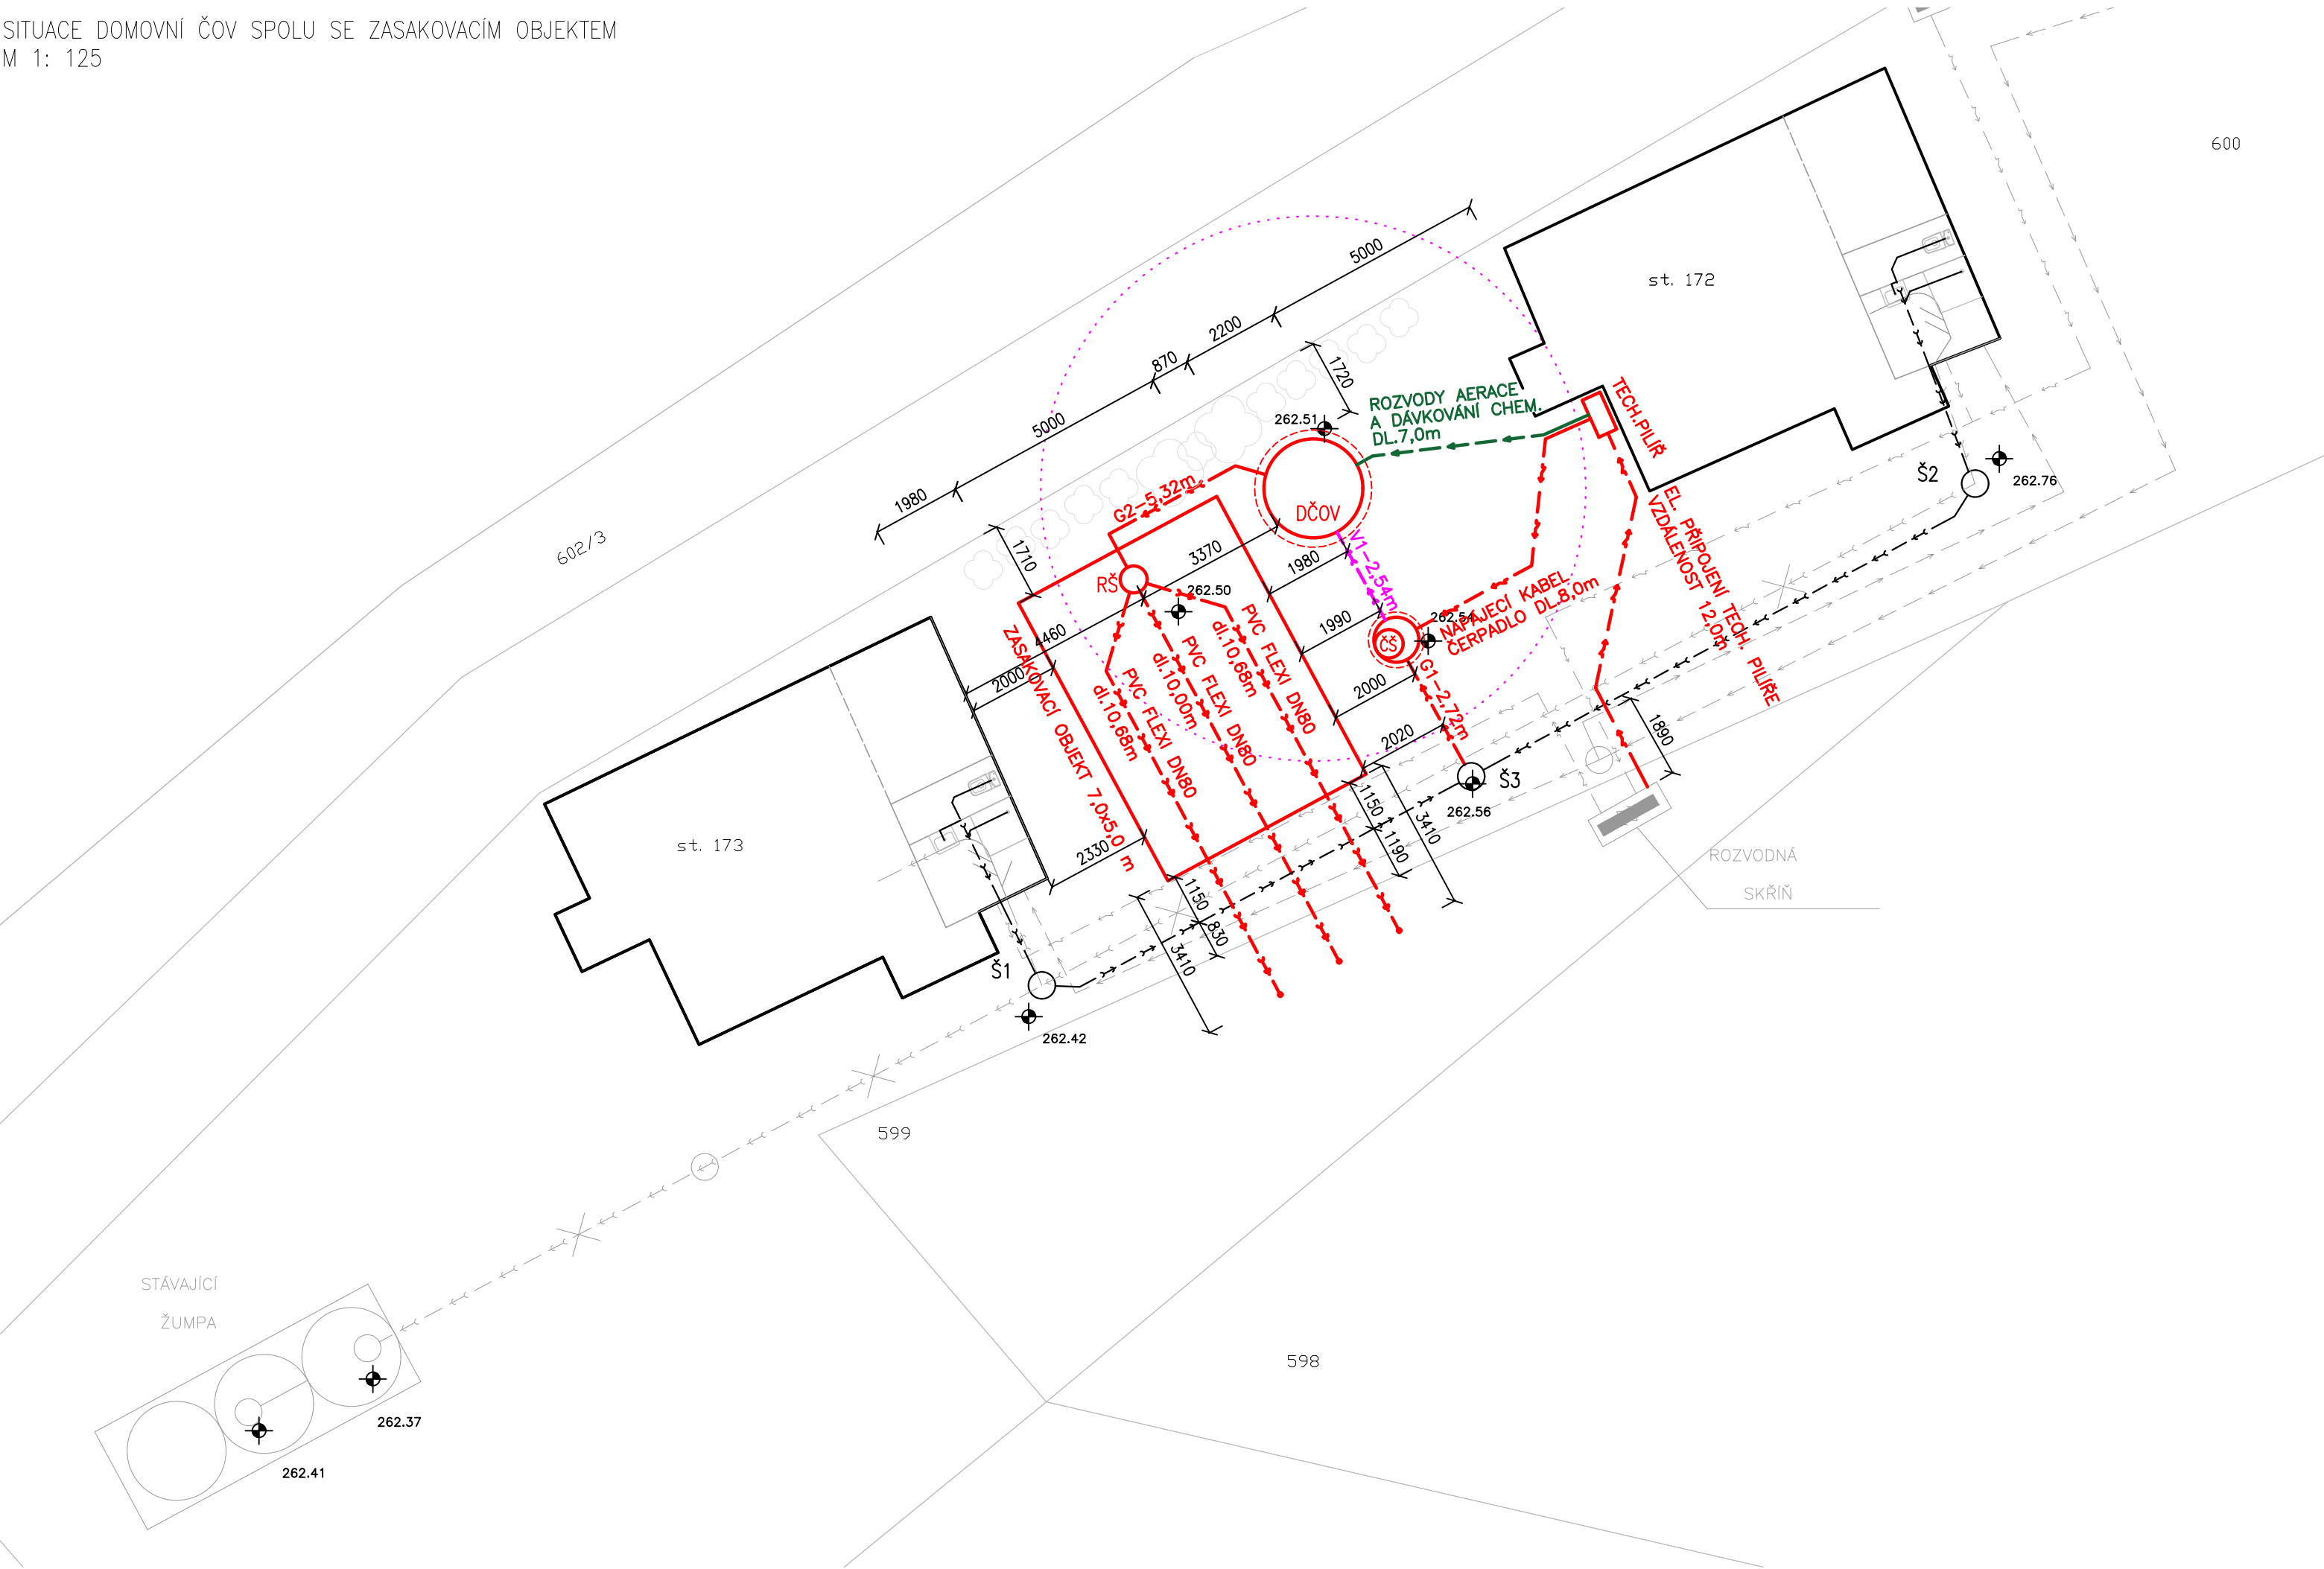 SITUACE DOMOVNÍ ČOV SPOLU SE ZASAKOVACÍM OBJEKTEM
M 1: 125
600
602/3
st. 172
5000
2200
870
5000
1980
1720
1710
262.51
ROZVODY AERACE
A DÁVKOVÁNÍ CHEM.
DL.7,0m
TECH.PILÍŘ
Š2
262.76
DČOV
G2-5,32m
3370
1980
V1-2,54m
RŠ
262.50
4460
2000
1990
262.54
ČŠ
NAPÁJECÍ KABEL
ČERPADLO DL.8,0m
EL. PŘIPOJENÍ TECH. PILÍŘE
VZDÁLENOST 12,0m
ZASAKOVACÍ OBJEKT 7,0x5,0 m
PVC FLEXI DN80
dl.10,68m
PVC FLEXI DN80
dl.10,00m
PVC FLEXI DN80
dl.10,68m
2000
G1-2,72m
2020
1890
Š3
262.56
1150
1190
3410
2330
1150
830
3410
st. 173
Š1
262.42
ROZVODNÁ
SKŘÍŇ
599
598
STÁVAJÍCÍ
ŽUMPA
262.37
262.41